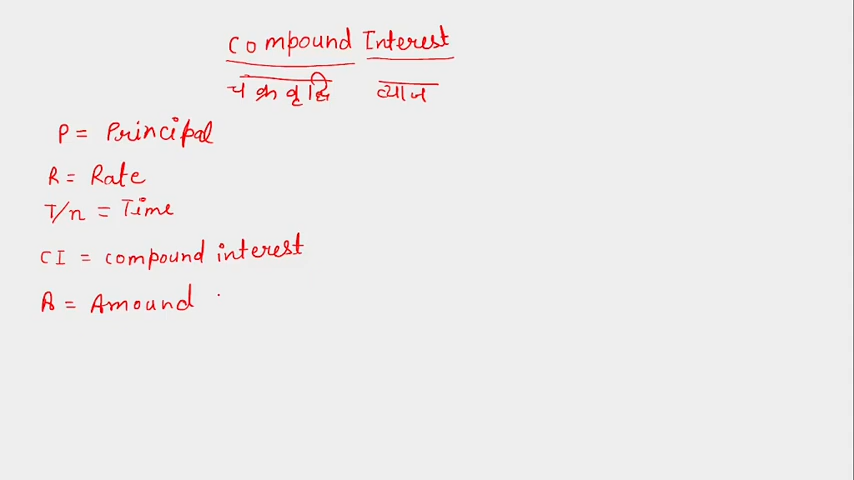 Compound Interest
चक्रवृद्धि ब्याज
P = Principal
R = Rate
T/n = Time
CI = compound interest
A = Amound